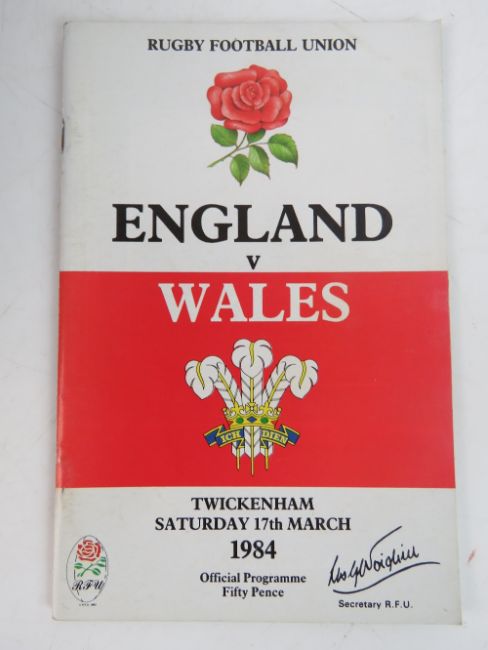 RUGBY FOOTBALL UNION
ENGLAND
v
WALES
ICH DIEN
TWICKENHAM
SATURDAY 17th MARCH
1984
Official Programme
Fifty Pence
R.F.U
Secretary R.F.U.